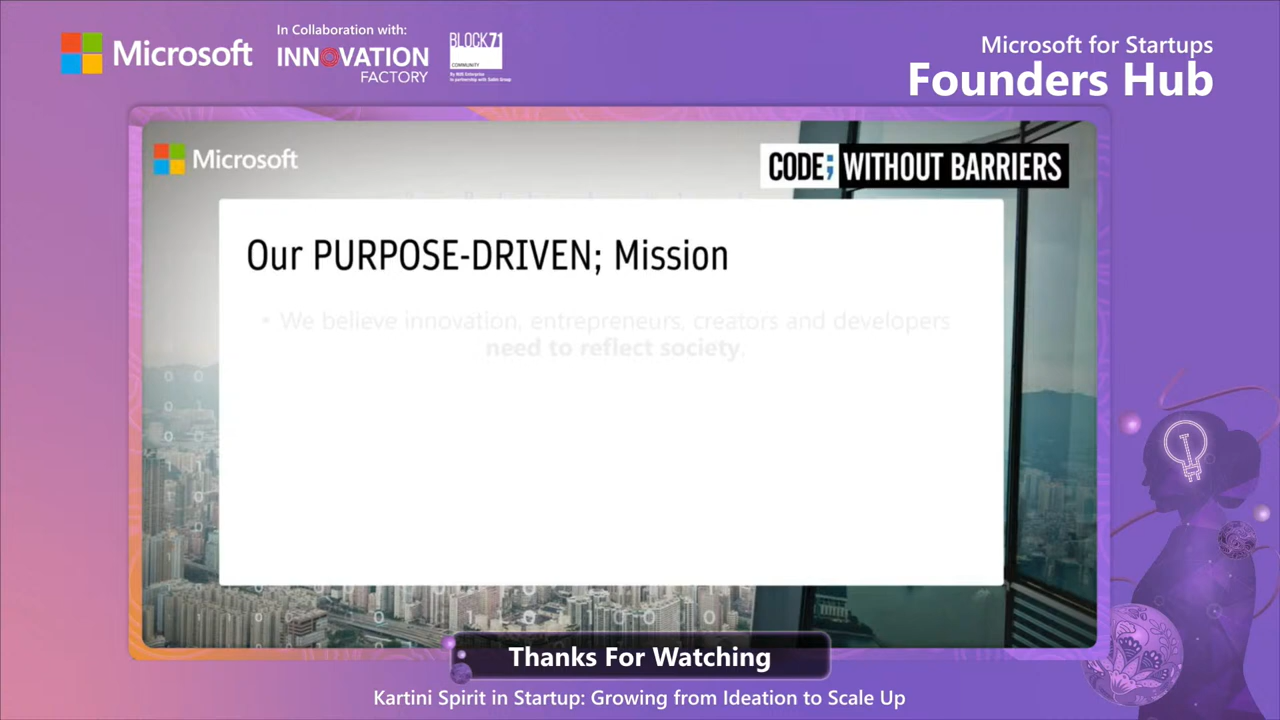 Microsoft
In Collaboration with:
INNOVATION
FACTORY
BLOCK71
COMMUNITY
Microsoft for Startups
Founders Hub
Microsoft
CODE; WITHOUT BARRIERS
Our PURPOSE-DRIVEN; Mission
• We believe innovation, entrepreneurs, creators and developers
need to reflect society.
Thanks For Watching
Kartini Spirit in Startup: Growing from Ideation to Scale Up